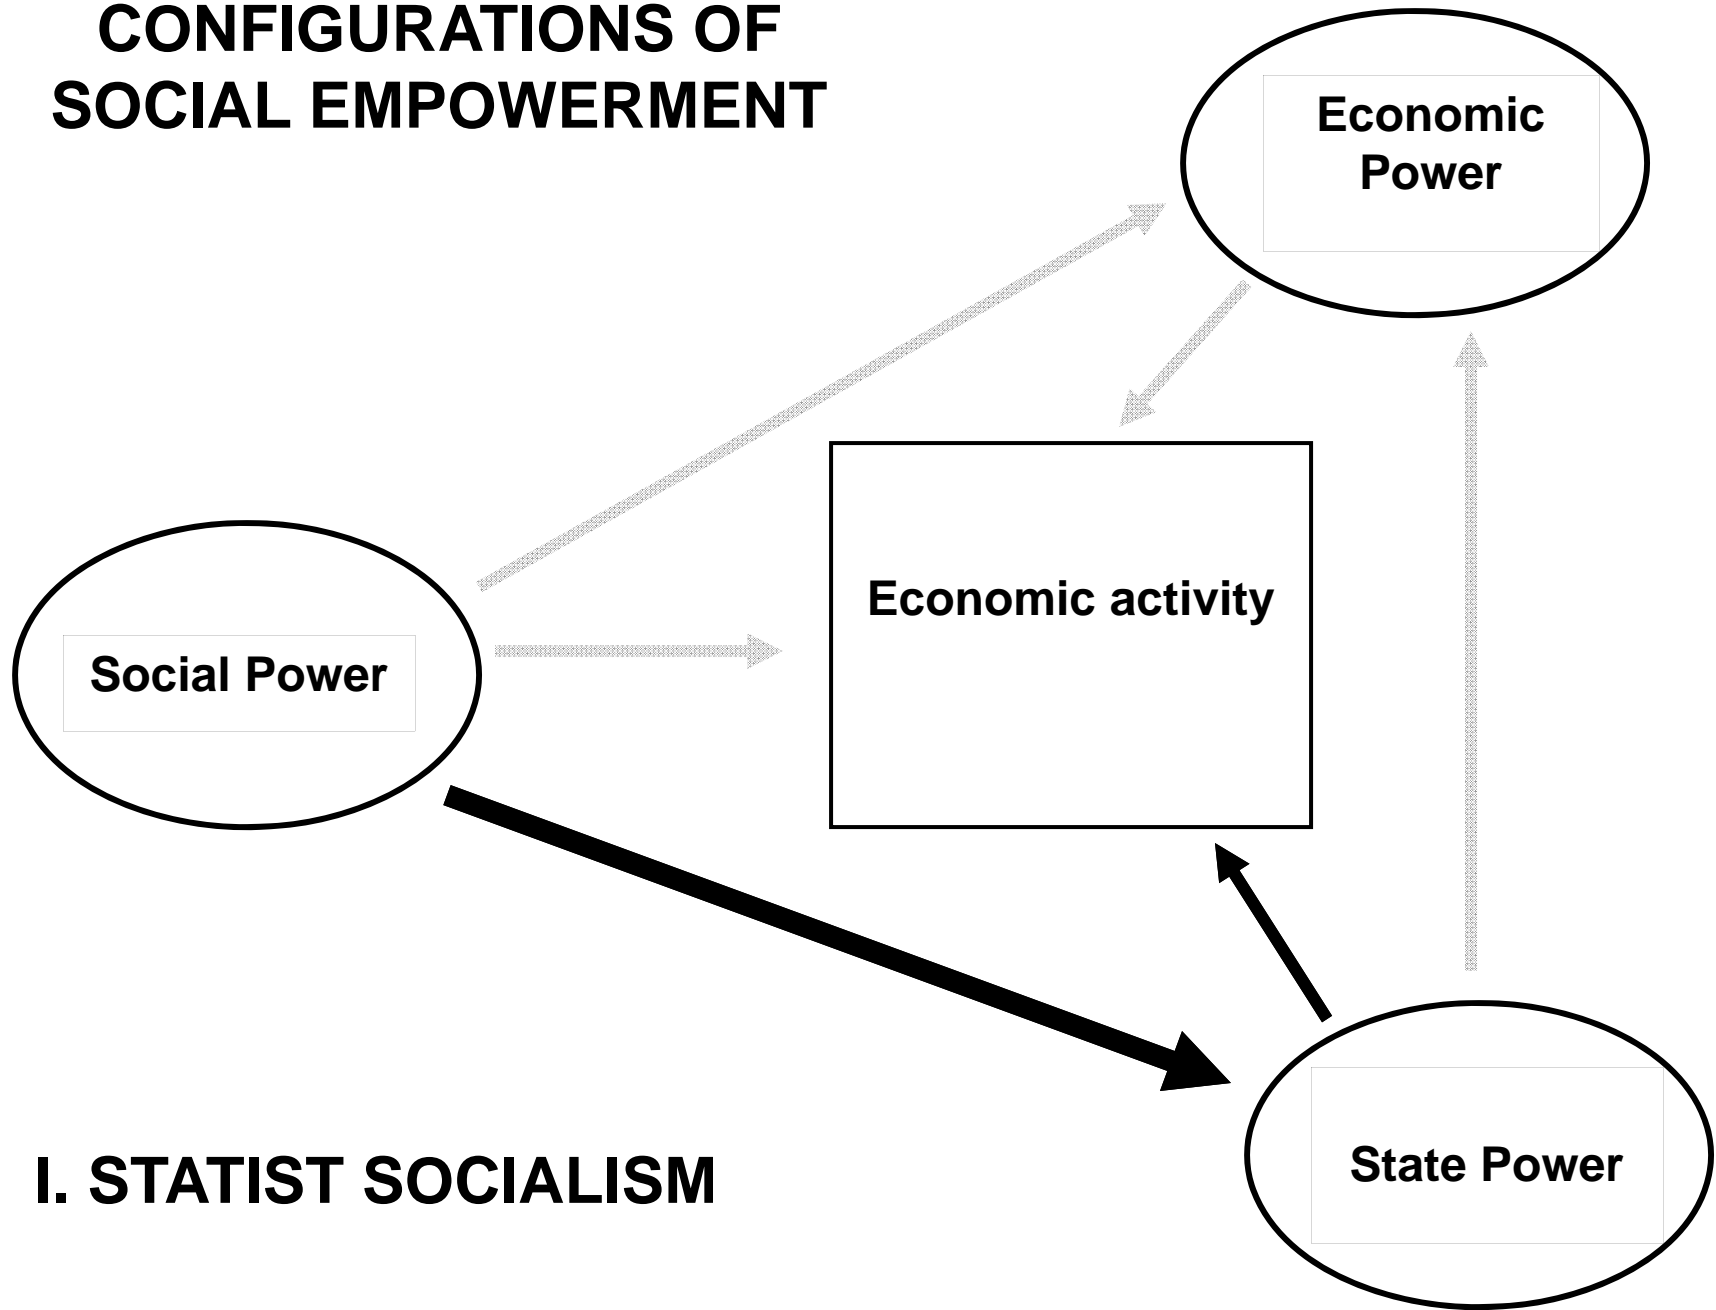 CONFIGURATIONS OF
SOCIAL EMPOWERMENT
Economic
Power
Economic activity
Social Power
I. STATIST SOCIALISM
State Power